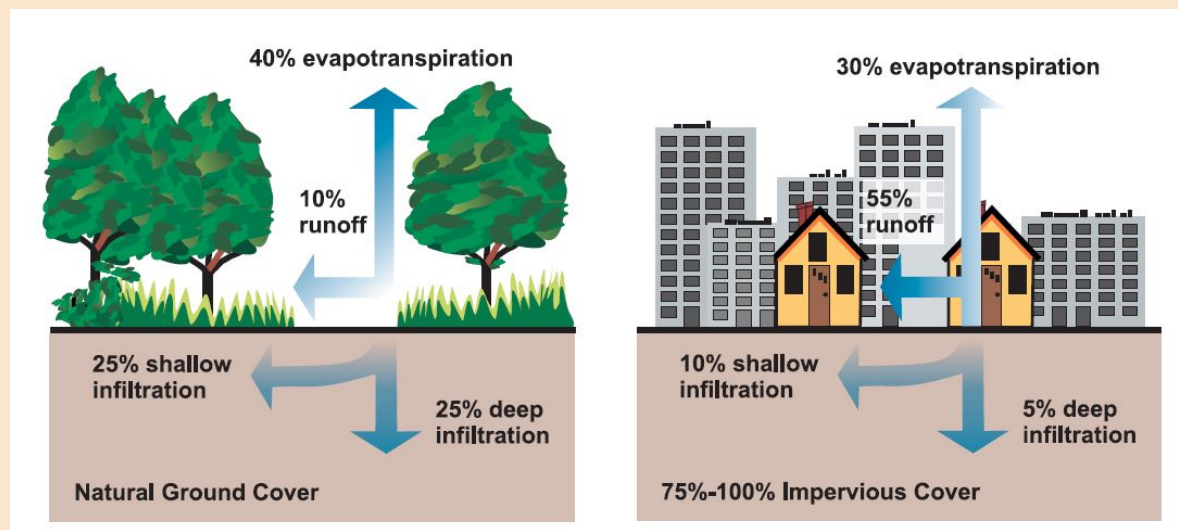 40% evapotranspiration
10%
runoff
25% shallow
infiltration
25% deep
infiltration
Natural Ground Cover
30% evapotranspiration
55%
runoff
10% shallow
infiltration
5% deep
infiltration
75%-100% Impervious Cover